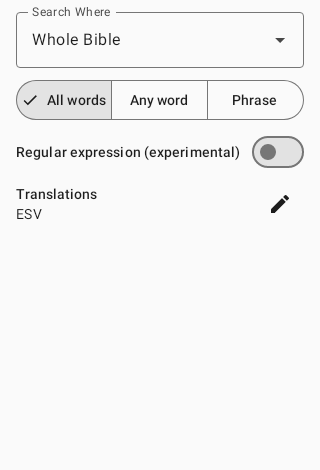 Search Where
Whole Bible
All words Any word Phrase
Regular expression (experimental)
Translations
ESV